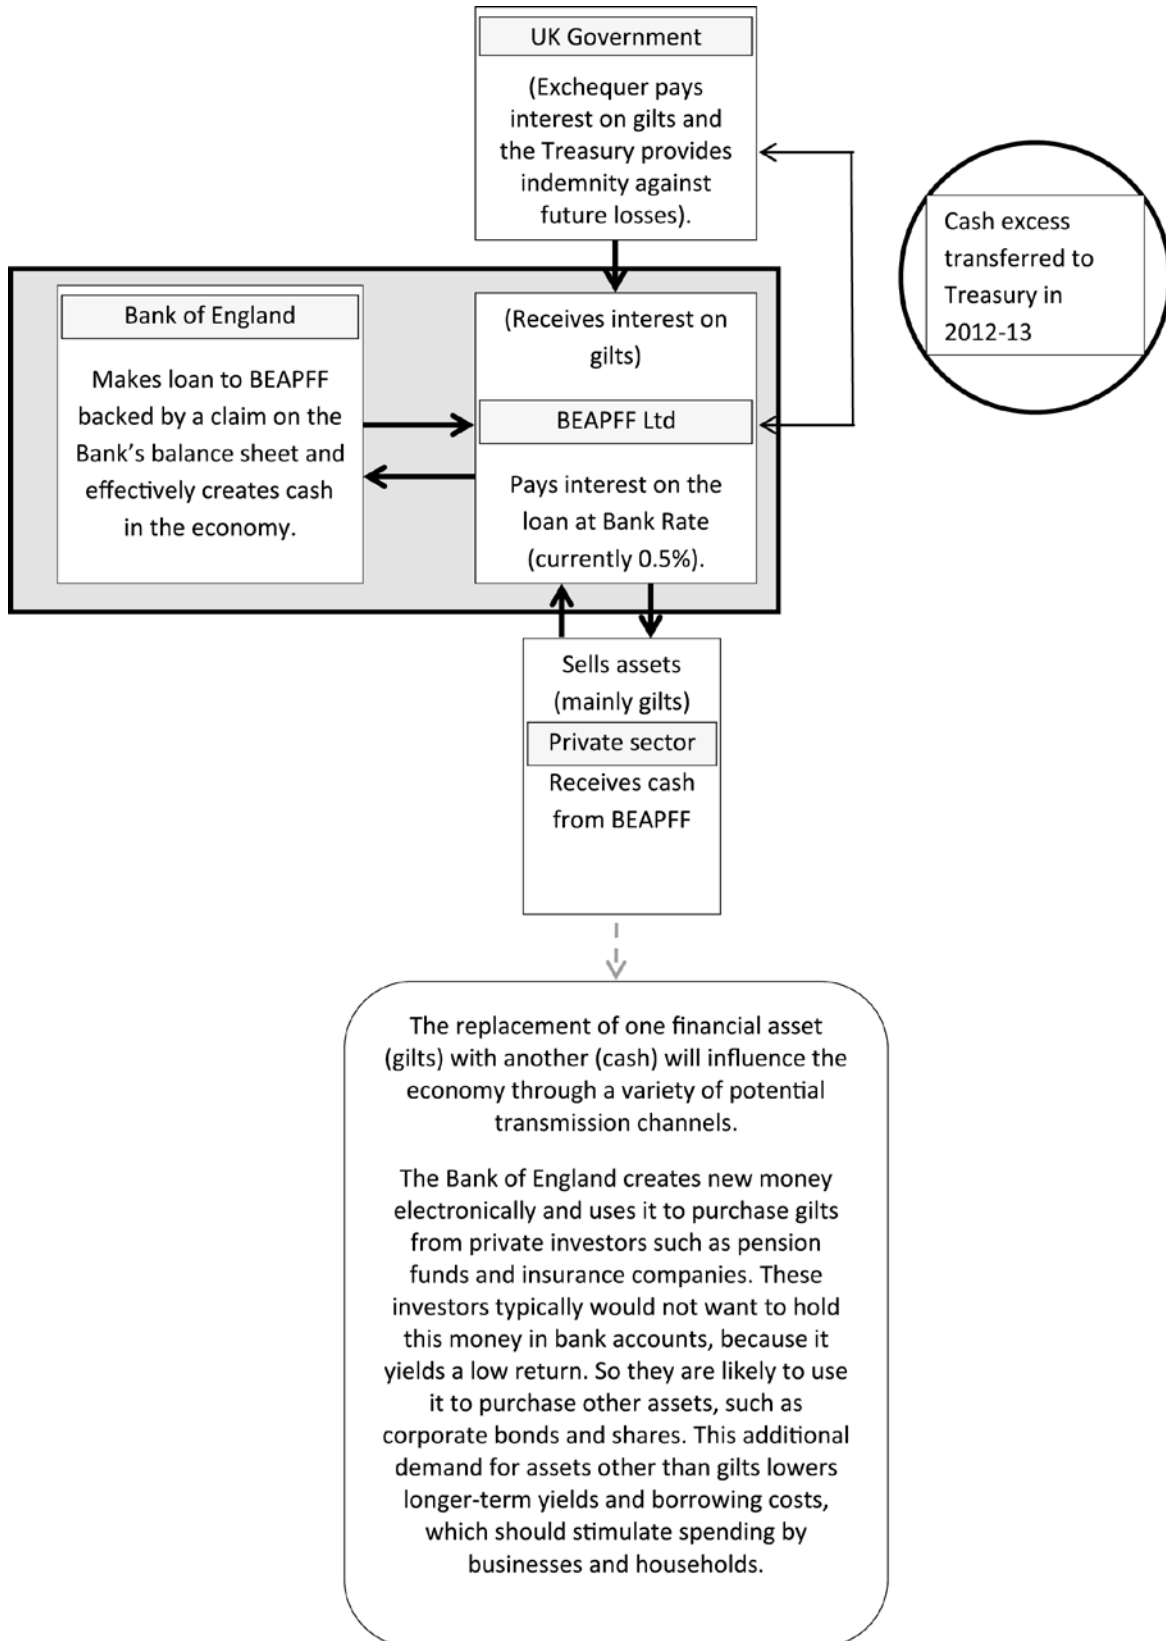 UK Government
(Exchequer pays
interest on gilts and
the Treasury provides
indemnity against
future losses).
Cash excess
transferred to
Treasury in
2012-13
Bank of England
Makes loan to BEAPFF
backed by a claim on the
Bank’s balance sheet and
effectively creates cash
in the economy.
(Receives interest on
gilts)
BEAPFF Ltd
Pays interest on the
loan at Bank Rate
(currently 0.5%).
Sells assets
(mainly gilts)
Private sector
Receives cash
from BEAPFF
The replacement of one financial asset
(gilts) with another (cash) will influence the
economy through a variety of potential
transmission channels.
The Bank of England creates new money
electronically and uses it to purchase gilts
from private investors such as pension
funds and insurance companies. These
investors typically would not want to hold
this money in bank accounts, because it
yields a low return. So they are likely to use
it to purchase other assets, such as
corporate bonds and shares. This additional
demand for assets other than gilts lowers
longer-term yields and borrowing costs,
which should stimulate spending by
businesses and households.